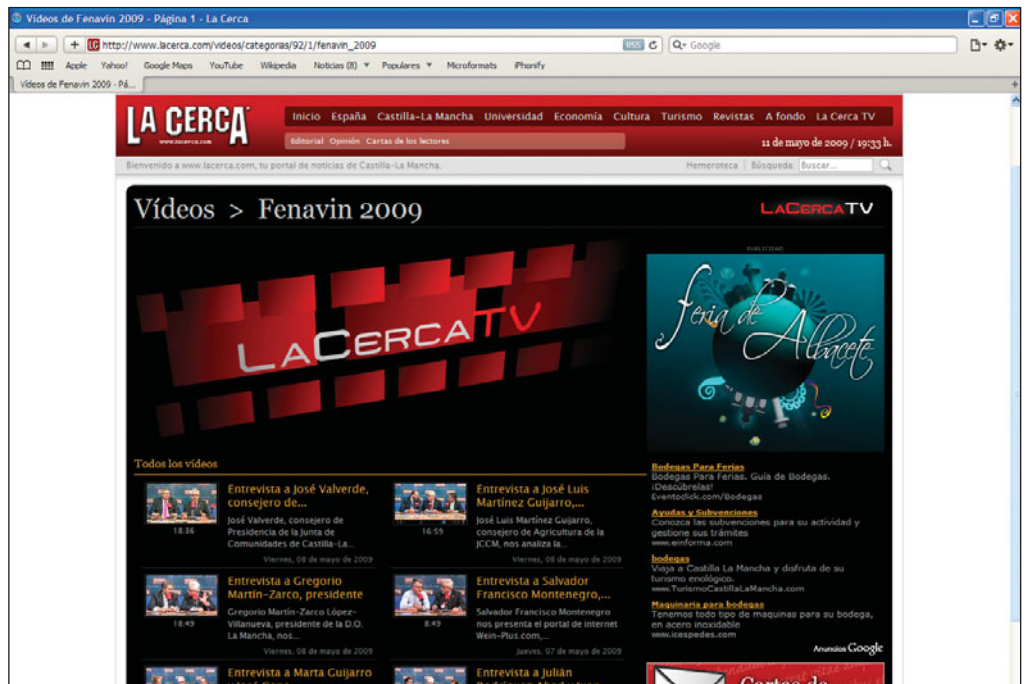 Vídeos de Fenavin 2009 - Página 1 - La Cerca
http://www.lacerca.com/videos/categorias/92/1/fenavin_2009
RSS
Google
Apple Yahoo! Google Maps YouTube Wikipedia Noticias (8) Populares Microformats iPhonify
Vídeos de Fenavin 2009 - Pá...
LA CERCA
www.lacerca.com
Inicio España Castilla-La Mancha Universidad Economía Cultura Turismo Revistas A fondo La Cerca TV
Editorial Opinión Cartas de los lectores
11 de mayo de 2009 / 19:33 h.
Bienvenido a www.lacerca.com, tu portal de noticias de Castilla-La Mancha.
Hemeroteca | Búsqueda: Buscar...
Vídeos > Fenavin 2009
LACERCATV
PUBLICIDAD
LACERCATV
feria de Albacete
Todos los vídeos
Entrevista a José Valverde,
consejero de...
José Valverde, consejero de
Presidencia de la Junta de
Comunidades de Castilla-La...
18:36
Viernes, 08 de mayo de 2009
Entrevista a José Luis
Martínez Guijarro,...
José Luis Martínez Guijarro,
consejero de Agricultura de la
JCCM, nos analiza la...
16:59
Viernes, 08 de mayo de 2009
Entrevista a Gregorio
Martín-Zarco, presidente
Gregorio Martín-Zarco López-
Villanueva, presidente de la D.O.
La Mancha, nos...
18:49
Viernes, 08 de mayo de 2009
Entrevista a Salvador
Francisco Montenegro,...
Salvador Francisco Montenegro
nos presenta el portal de internet
Wein-Plus.com,...
8:49
Jueves, 07 de mayo de 2009
Entrevista a Marta Guijarro
Entrevista a Julián
Bodegas Para Ferias
Bodegas Para Ferias. Guía de Bodegas.
¡Descúbrelas!
Eventoclick.com/Bodegas
Ayudas y Subvenciones
Conozca las subvenciones para su actividad y
gestione sus trámites
www.einforma.com
bodegas
Viaja a Castilla La Mancha y disfruta de su
turismo enológico.
www.TurismoCastillaLaMancha.com
Maquinaria para bodegas
Tenemos todo tipo de maquinas para su bodega,
en acero inoxidable
www.icespedes.com
Anuncios Google
Cartas de